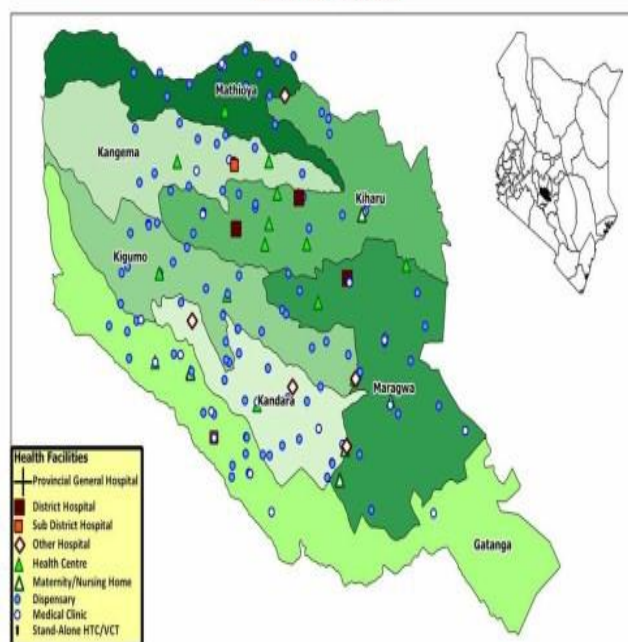 Mathioya
Kangema
Kiharu
Kigumo
Kandara
Maragwa
Gatanga
Health Facilities
Provincial General Hospital
District Hospital
Sub District Hospital
Other Hospital
Health Centre
Maternity/Nursing Home
Dispensary
Medical Clinic
Stand-Alone HTC/VCT